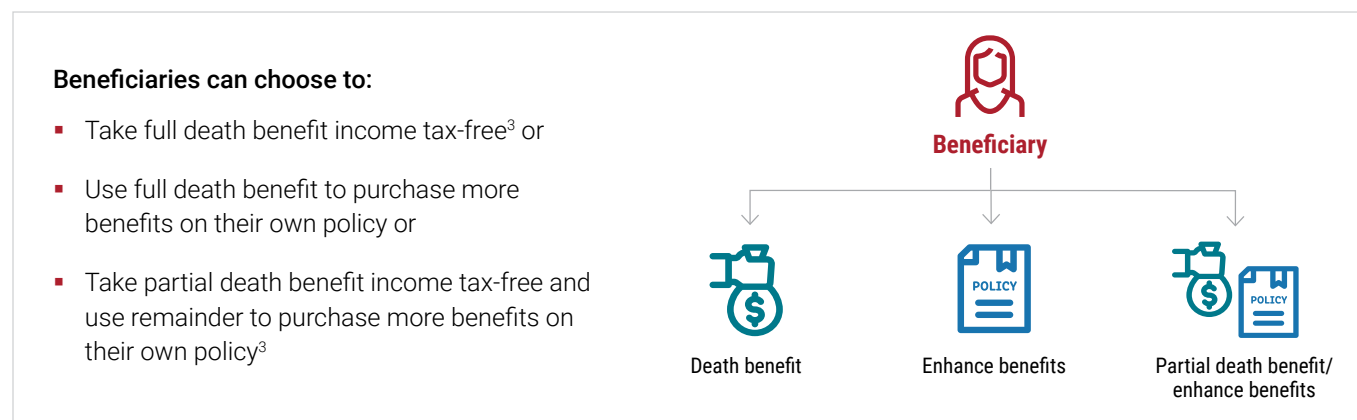 Beneficiaries can choose to:
▪ Take full death benefit income tax-free³ or
▪ Use full death benefit to purchase more
benefits on their own policy or
▪ Take partial death benefit income tax-free and
use remainder to purchase more benefits on
their own policy³
Beneficiary
$
Death benefit
POLICY
Enhance benefits
$
POLICY
Partial death benefit/
enhance benefits